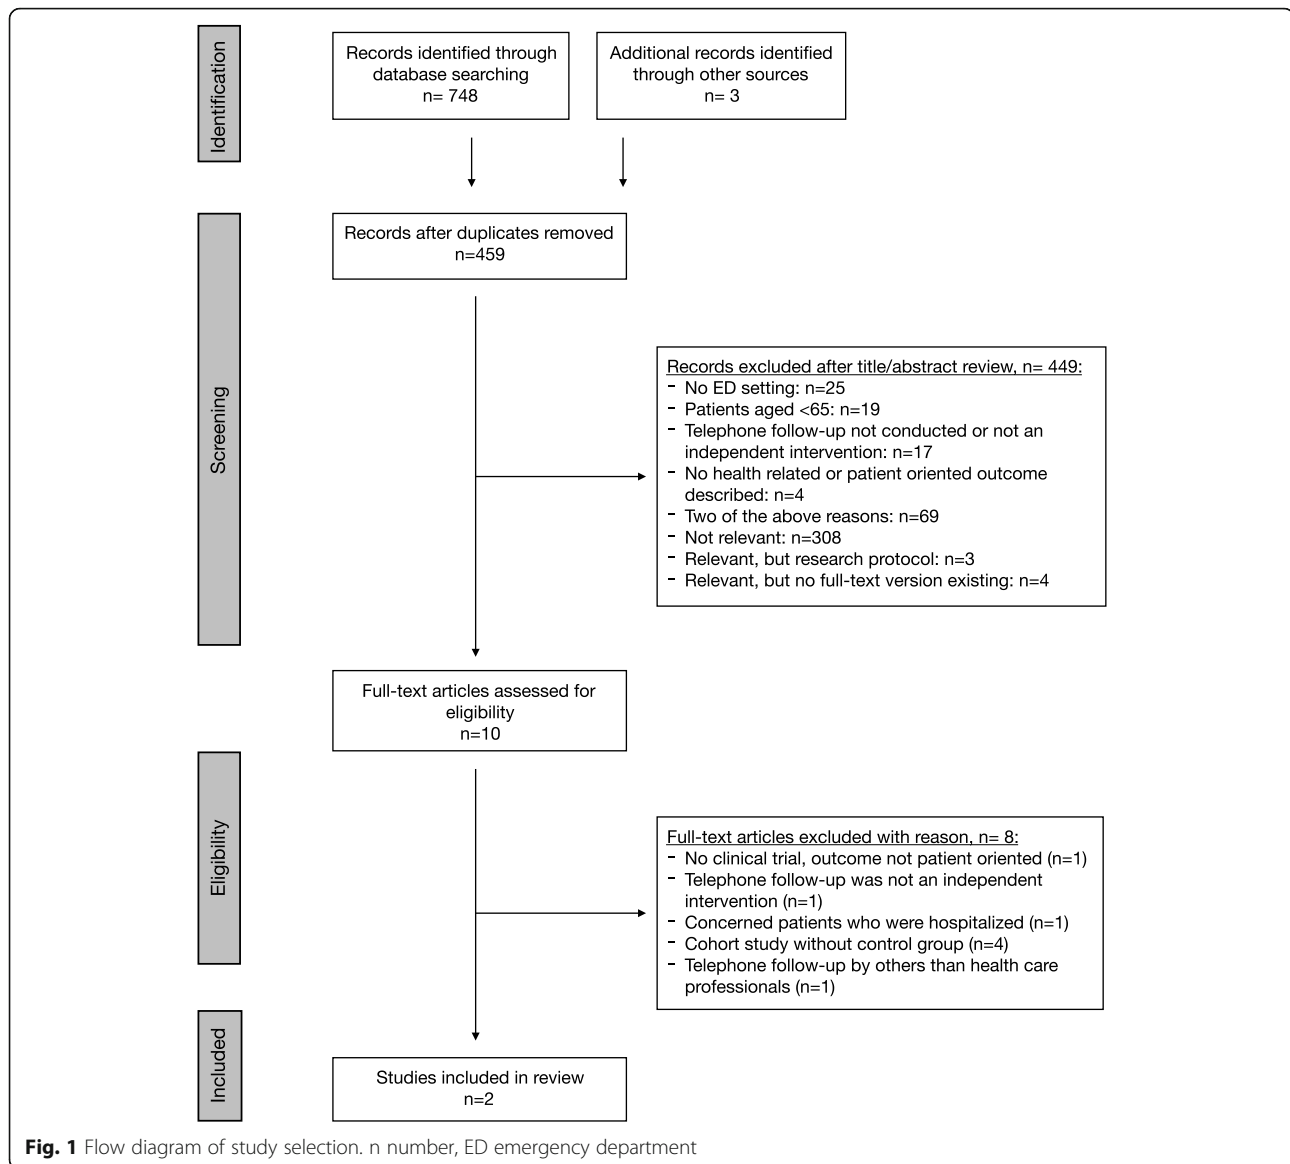 Identification
Records identified through
database searching
n= 748
Additional records identified
through other sources
n= 3
Screening
Records after duplicates removed
n=459
Records excluded after title/abstract review, n= 449:
- No ED setting: n=25
- Patients aged <65: n=19
- Telephone follow-up not conducted or not an
independent intervention: n=17
- No health related or patient oriented outcome
described: n=4
- Two of the above reasons: n=69
- Not relevant: n=308
- Relevant, but research protocol: n=3
- Relevant, but no full-text version existing: n=4
Full-text articles assessed for
eligibility
n=10
Eligibility
Full-text articles excluded with reason, n= 8:
- No clinical trial, outcome not patient oriented (n=1)
- Telephone follow-up was not an independent
intervention (n=1)
- Concerned patients who were hospitalized (n=1)
- Cohort study without control group (n=4)
- Telephone follow-up by others than health care
professionals (n=1)
Included
Studies included in review
n=2
Fig. 1 Flow diagram of study selection. n number, ED emergency department